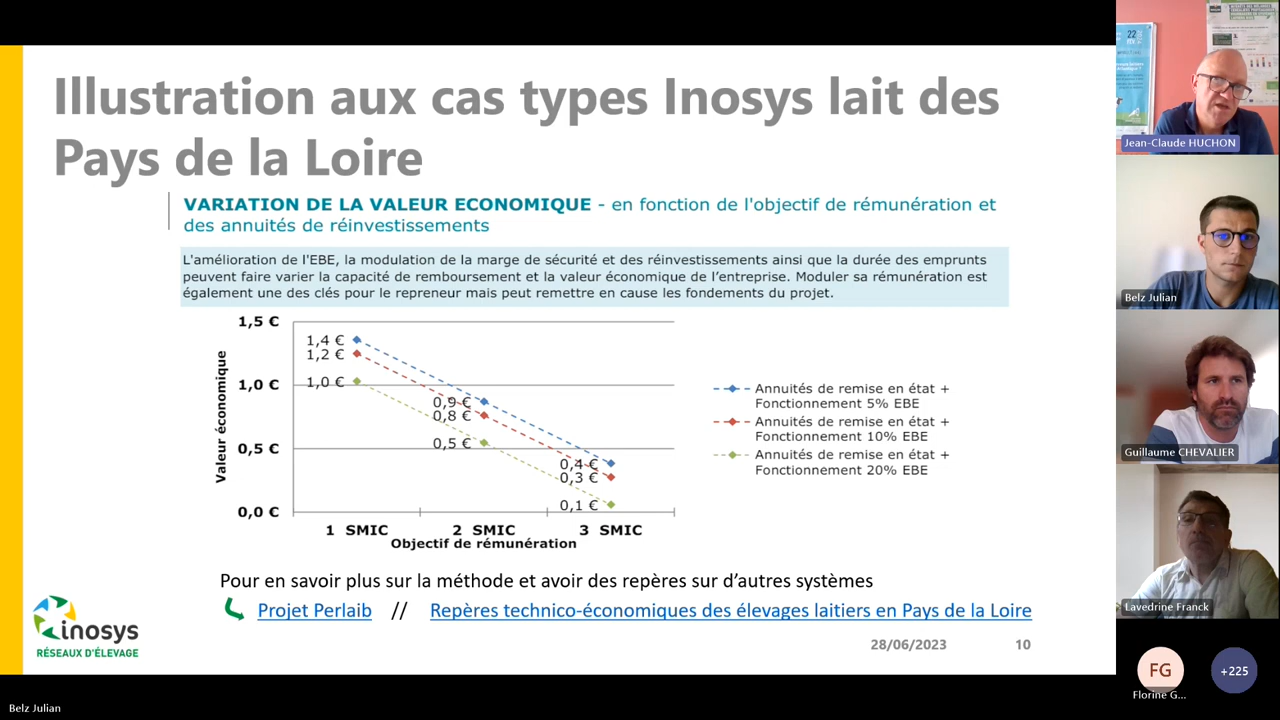 Illustration aux cas types Inosys lait des
Pays de la Loire
VARIATION DE LA VALEUR ECONOMIQUE - en fonction de l'objectif de rémunération et
des annuités de réinvestissements
L'amélioration de l'EBE, la modulation de la marge de sécurité et des réinvestissements ainsi que la durée des emprunts
peuvent faire varier la capacité de remboursement et la valeur économique de l'entreprise. Moduler sa rémunération est
également une des clés pour le repreneur mais peut remettre en cause les fondements du projet.
Valeur économique
1,5 €
1,0 €
0,5 €
0,0 €
1,4 €
1,2 €
1,0 €
0,9 €
0,8 €
0,5 €
0,4 €
0,3 €
0,1 €
1 SMIC
2 SMIC
3 SMIC
Objectif de rémunération
Annuités de remise en état +
Fonctionnement 5% EBE
Annuités de remise en état +
Fonctionnement 10% EBE
Annuités de remise en état +
Fonctionnement 20% EBE
Pour en savoir plus sur la méthode et avoir des repères sur d'autres systèmes
Projet Perlaib // Repères technico-économiques des élevages laitiers en Pays de la Loire
inosys
RÉSEAUX D'ÉLEVAGE
28/06/2023
10
Belz Julian
Jean-Claude HUCHON
Belz Julian
Guillaume CHEVALIER
Lavedrine Franck
FG
Florine G...
+225
22